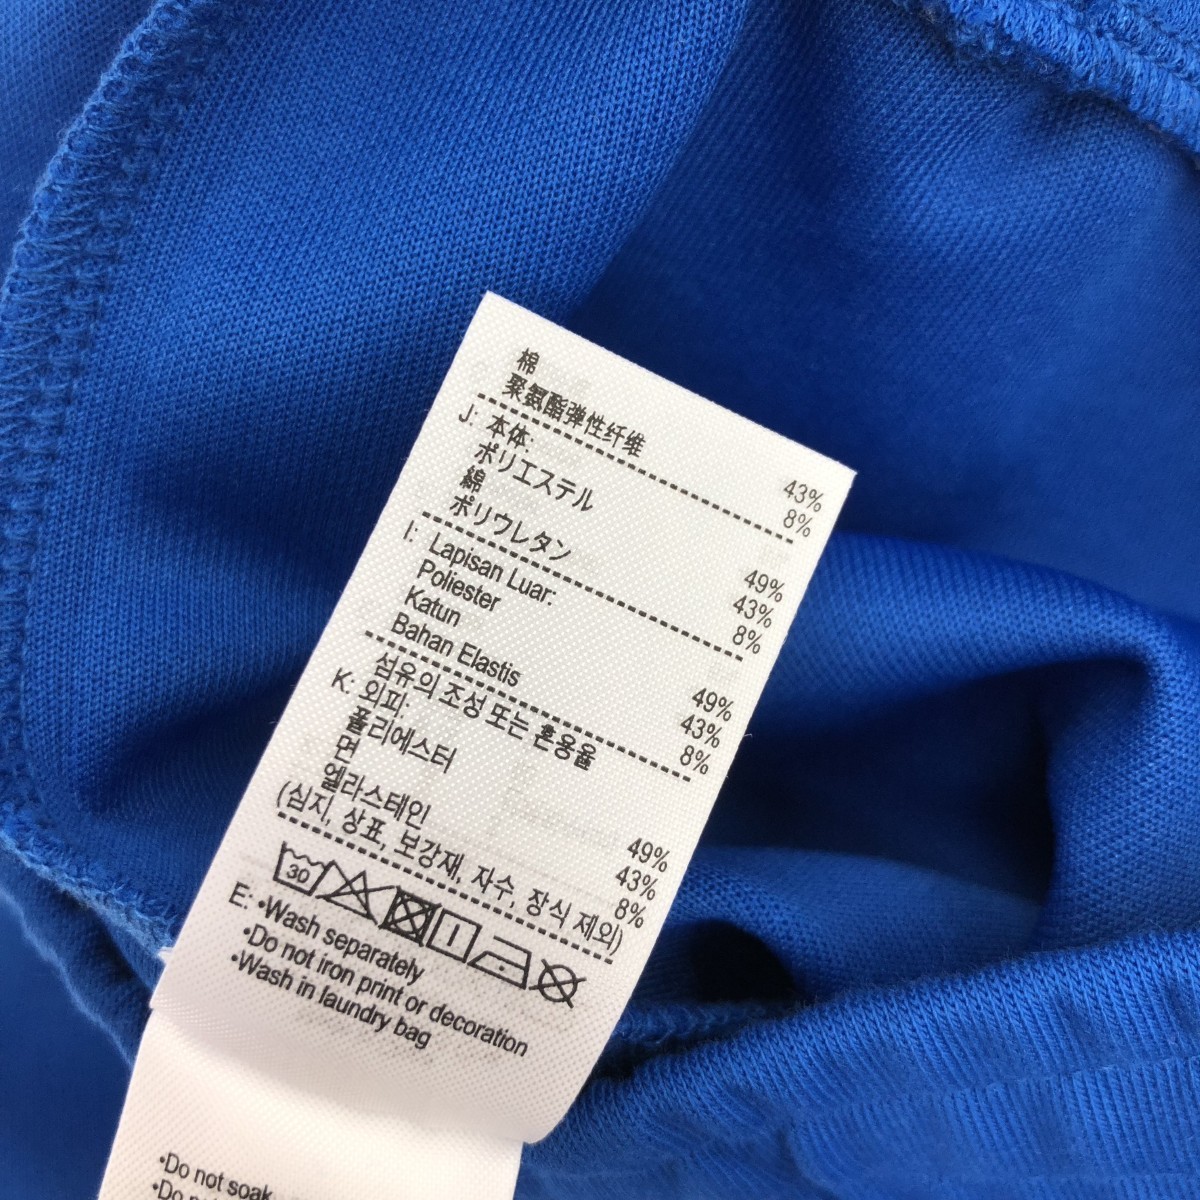 棉 43%
聚氨酯弹性纤维 8%
J: 本体:
ポリエステル 49%
綿 43%
ポリウレタン 8%
I: Lapisan Luar:
Poliester 49%
Katun 43%
Bahan Elastis 8%
섬유의 조성 또는 혼용율
K: 외피:
폴리에스터 49%
면 43%
엘라스테인 8%
(심지, 상표, 보강재, 자수, 장식 제외)
30
E: •Wash separately
•Do not iron print or decoration
•Wash in laundry bag
•Do not soak